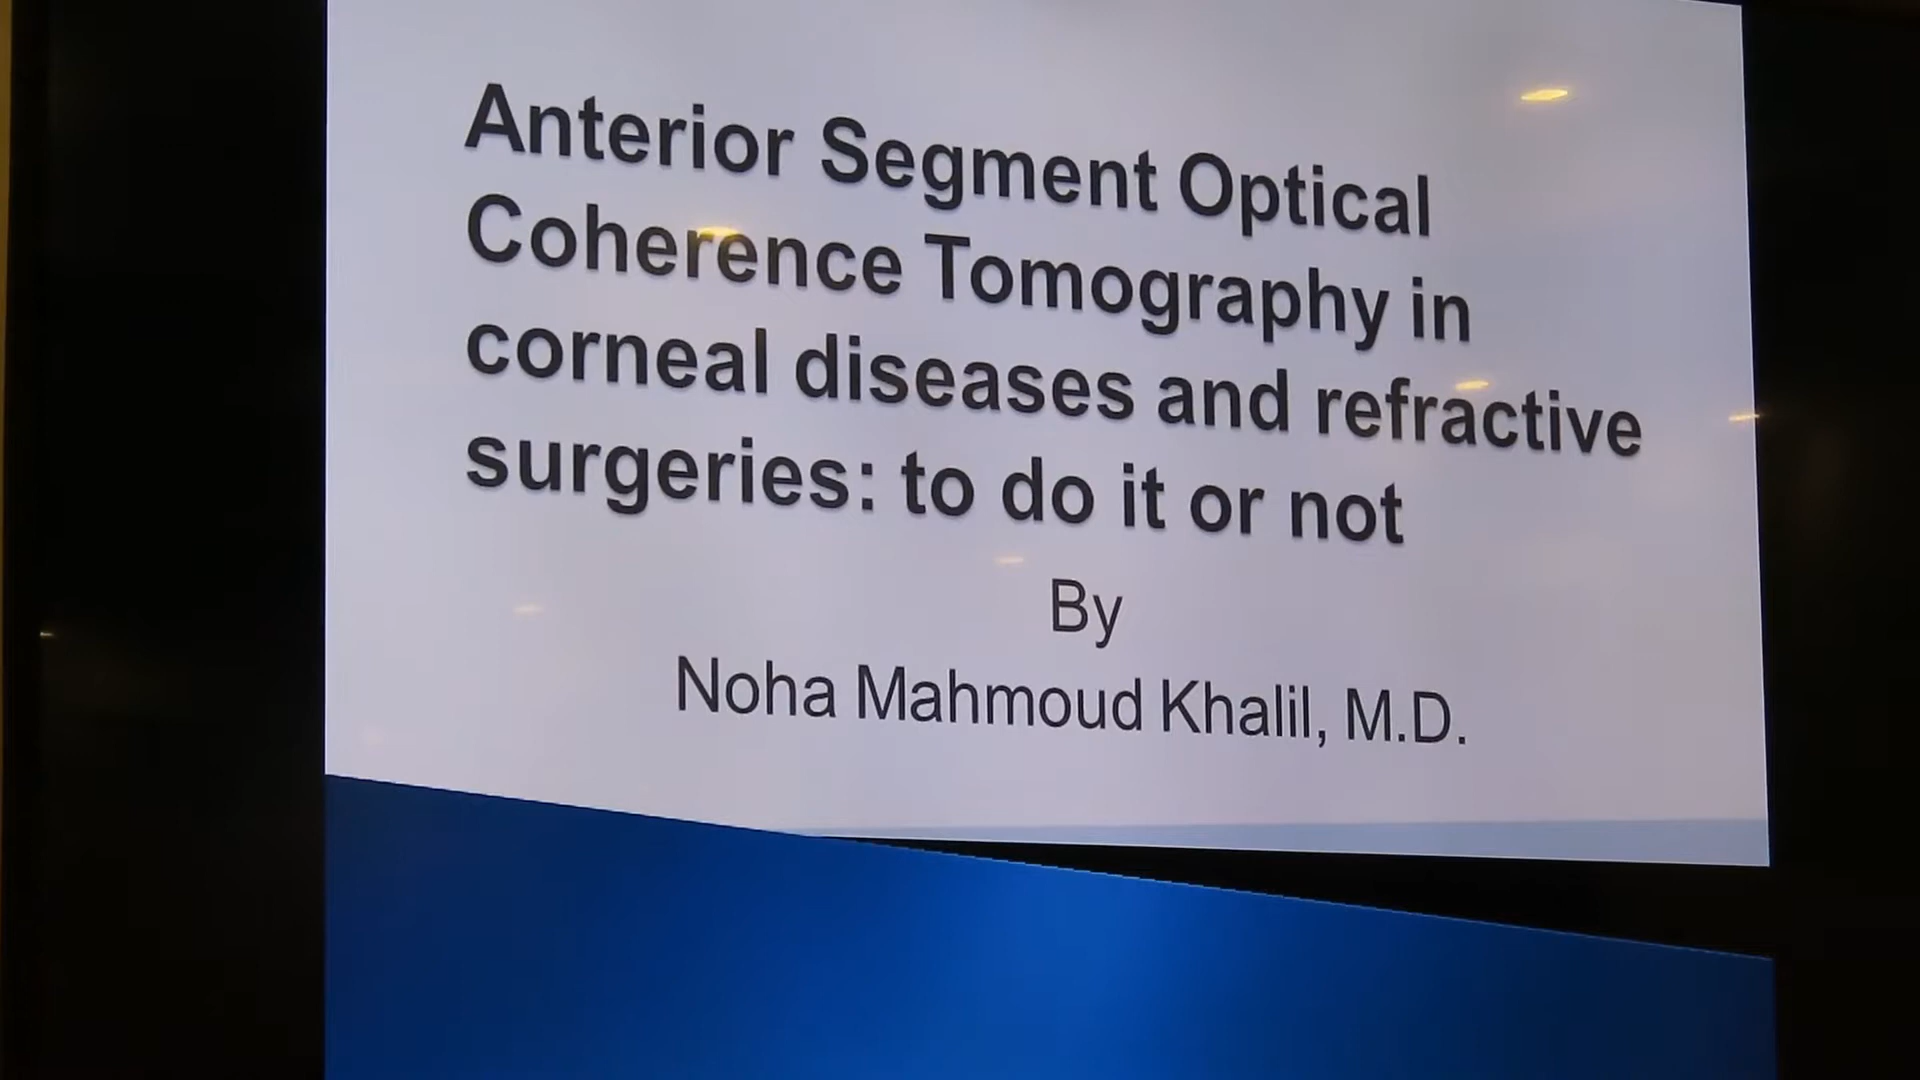 Anterior Segment Optical
Coherence Tomography in
corneal diseases and refractive
surgeries: to do it or not
By
Noha Mahmoud Khalil, M.D.